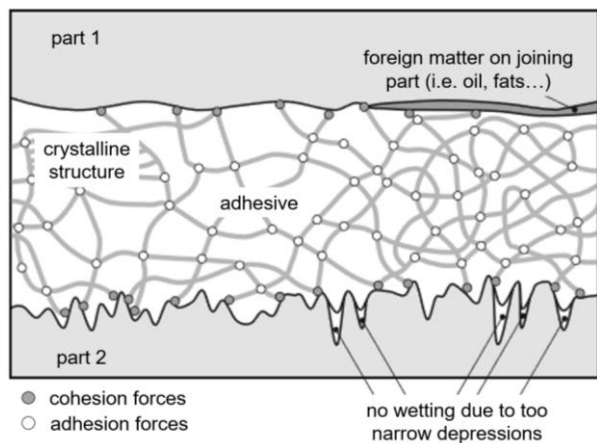 part 1
foreign matter on joining
part (i.e. oil, fats...)
crystalline
structure
adhesive
part 2
cohesion forces
adhesion forces
no wetting due to too
narrow depressions